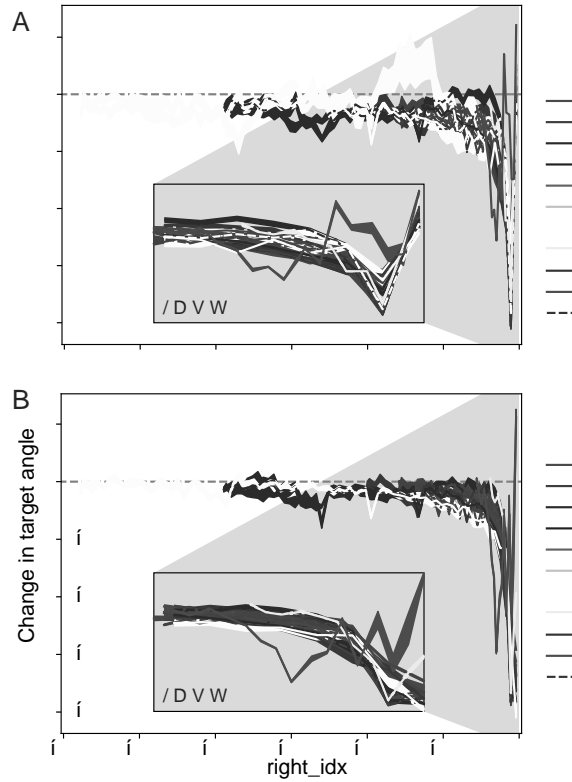 A
/ D V W
B
Change in target angle
í
í
í
í
/ D V W
í í í í í í
right_idx